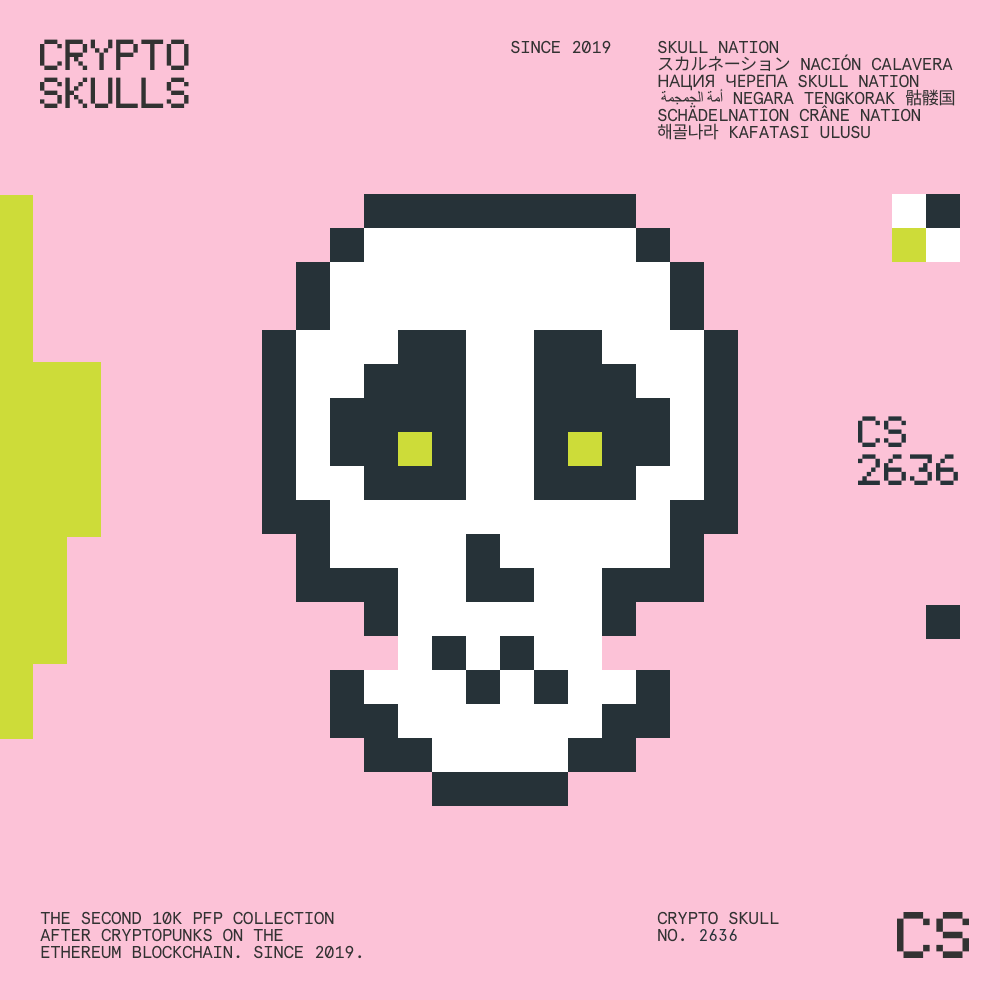 CRYPTO
SKULLS
SINCE 2019
SKULL NATION
スカルネーション NACIÓN CALAVERA
НАЦИЯ ЧЕРЕПА SKULL NATION
أمة الجمجمة NEGARA TENGKORAK 骷髅国
SCHÄDELNATION CRÂNE NATION
해골나라 KAFATASI ULUSU
CS
2636
THE SECOND 10K PFP COLLECTION
AFTER CRYPTOPUNKS ON THE
ETHEREUM BLOCKCHAIN. SINCE 2019.
CRYPTO SKULL
NO. 2636
CS